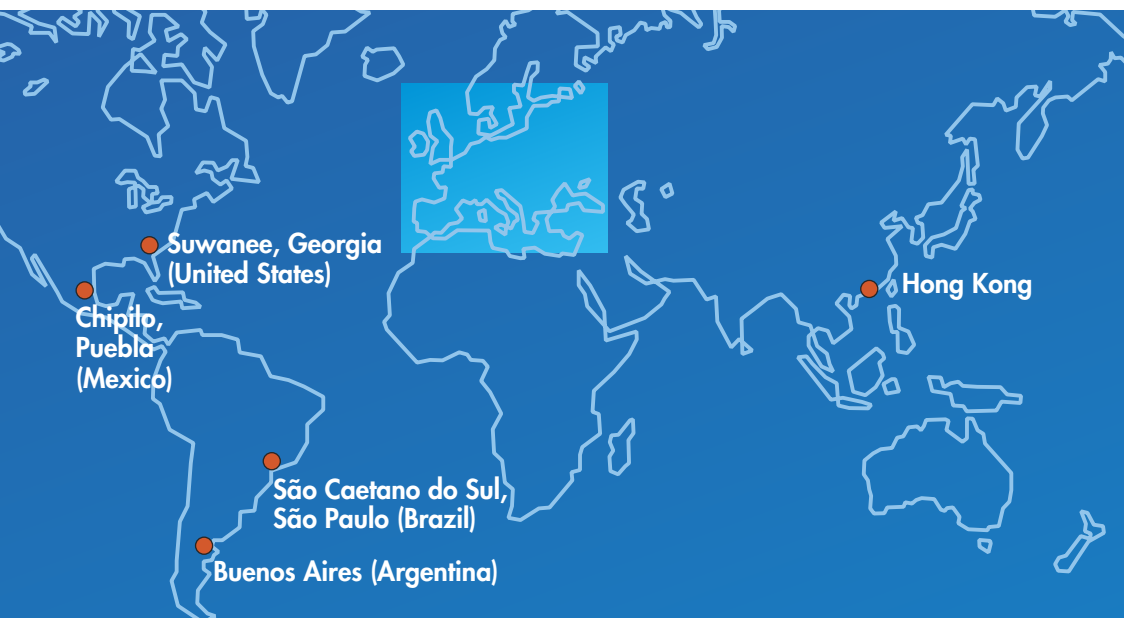 Suwanee, Georgia
(United States)
Hong Kong
Chipilo,
Puebla
(Mexico)
São Caetano do Sul,
São Paulo (Brazil)
Buenos Aires (Argentina)